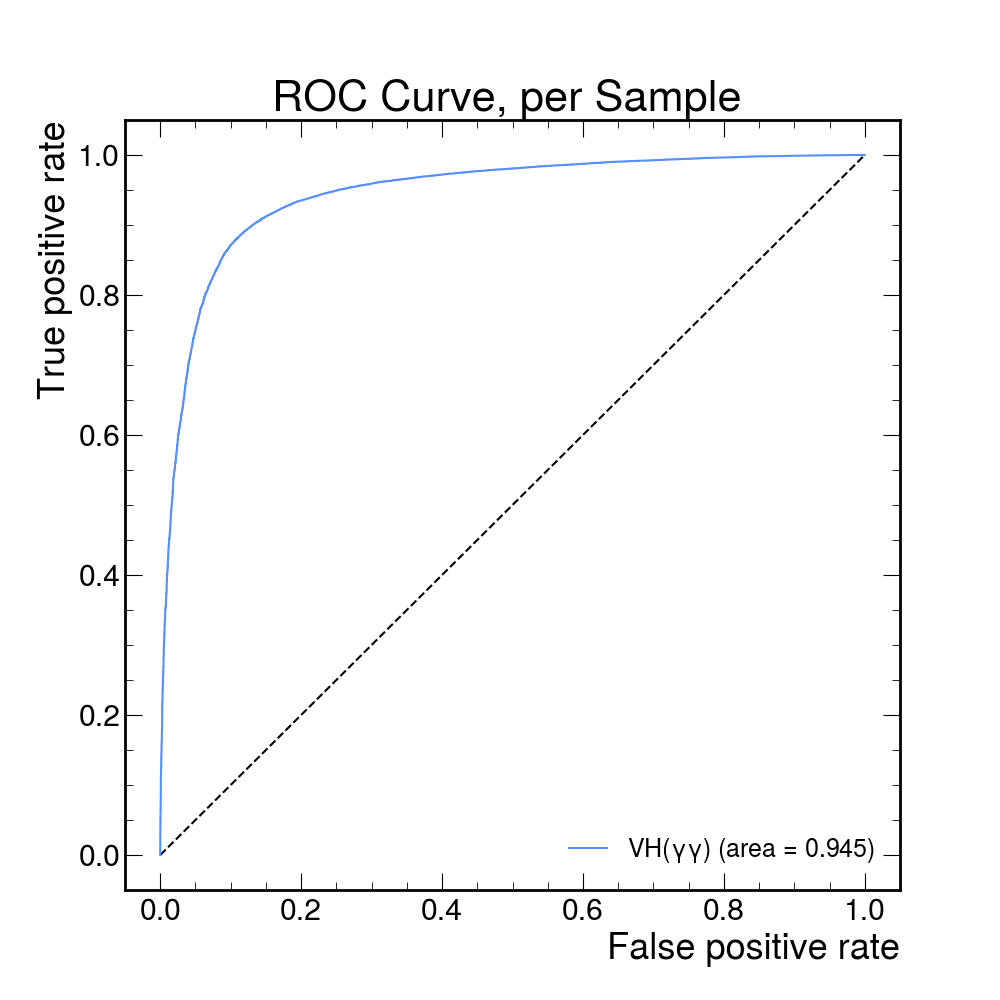 ROC Curve, per Sample
True positive rate
1.0
0.8
0.6
0.4
0.2
0.0
VH(γγ) (area = 0.945)
0.0 0.2 0.4 0.6 0.8 1.0
False positive rate